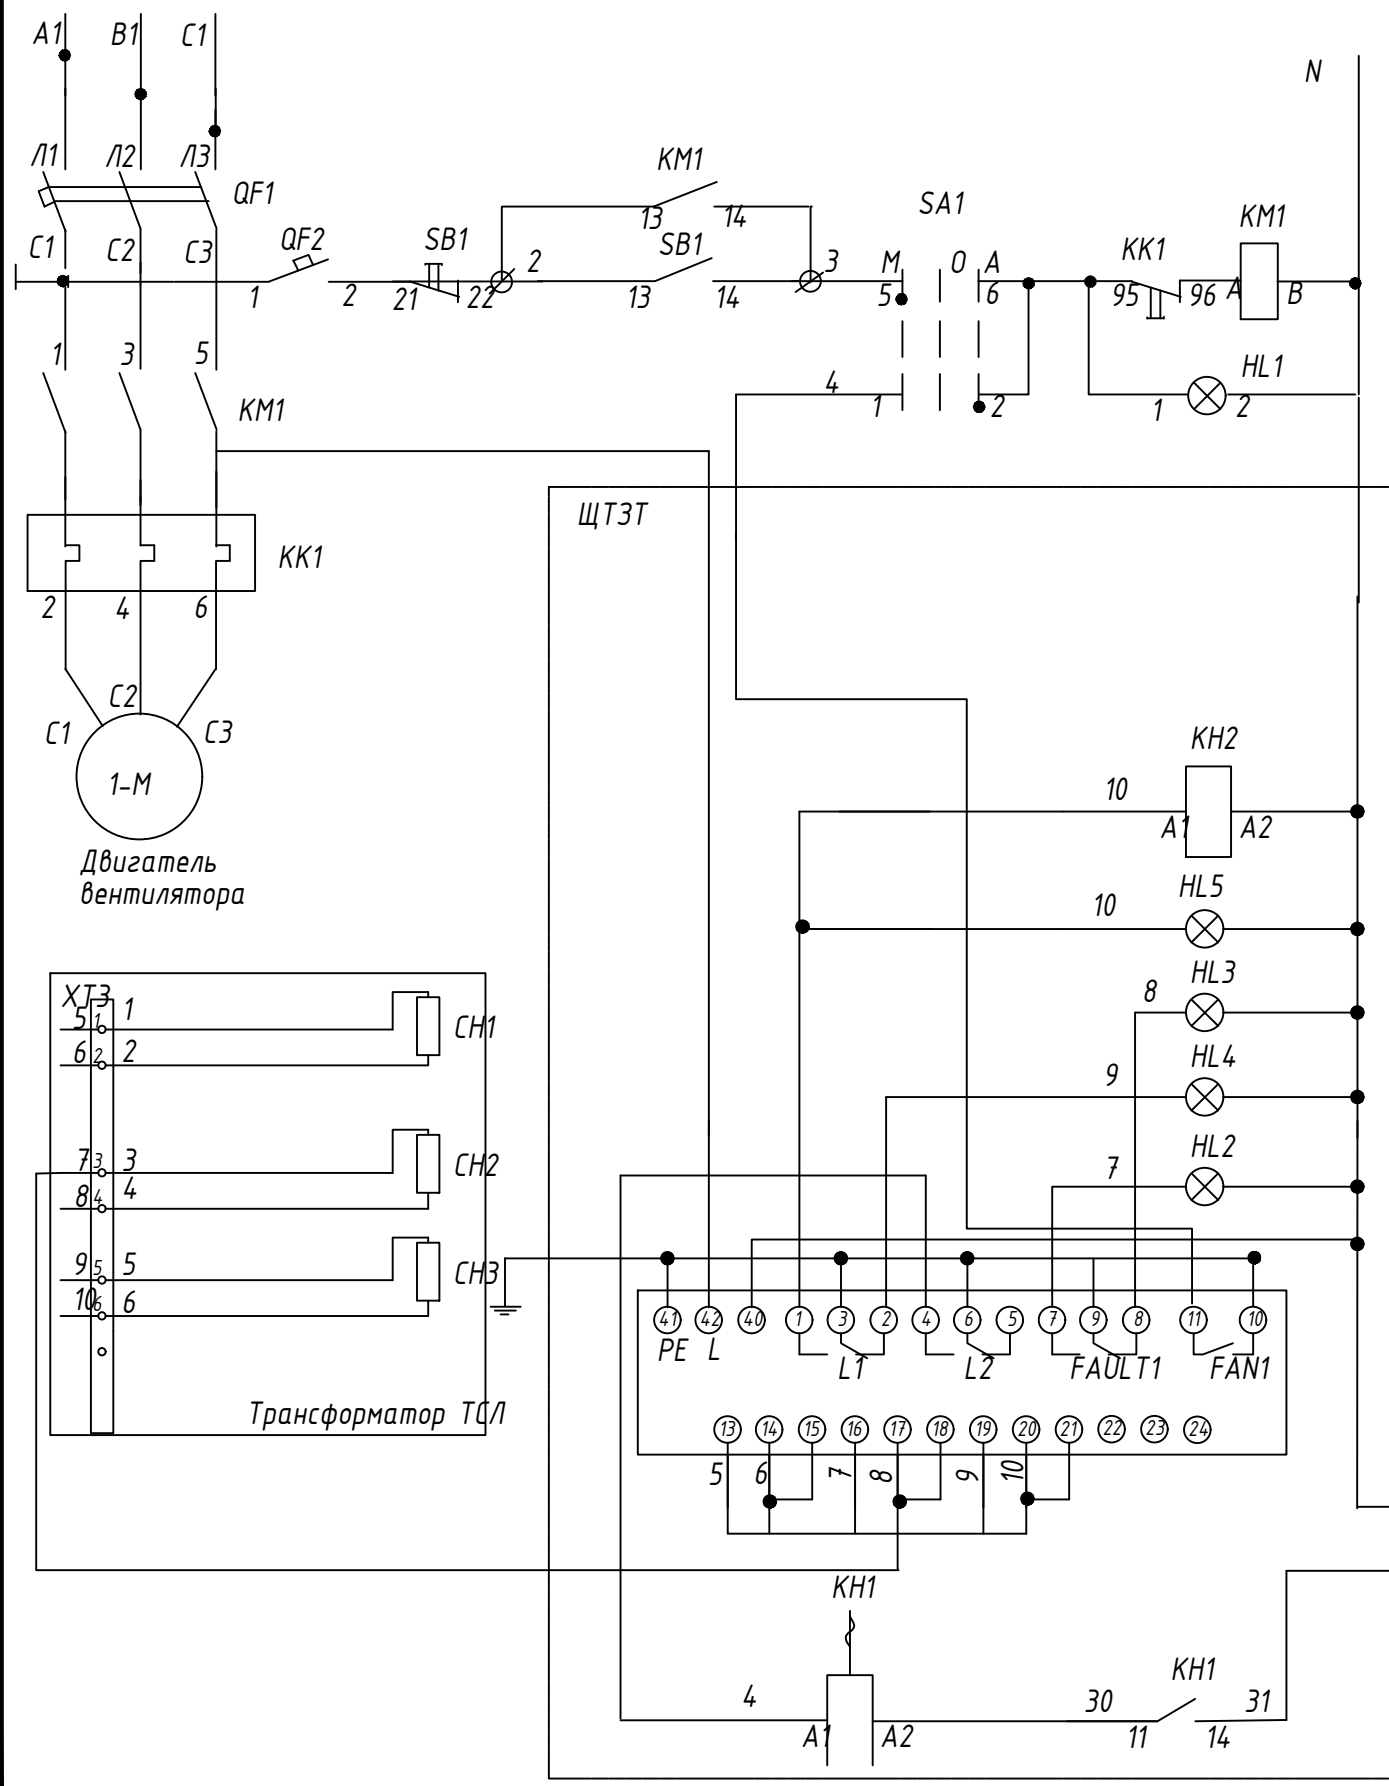 A1 B1 C1
N
Л1 Л2 Л3
QF1
KM1
SA1
KM1
C1 C2 C3
QF2
SB1
2
13 14
SB1
3
M O A
KK1
1 2
21 22
13 14
5 6
95 96 A B
1 3 5
KM1
4
1 2
HL1
1 2
ЩТЗТ
KK1
2 4 6
C2
C1 C3
1-М
Двигатель
вентилятора
KH2
10
A1 A2
HL5
10
HL3
8
HL4
9
HL2
7
XT3
5 1 1
CH1
6 2 2
7 3 3
CH2
8 4 4
9 5 5
CH3
10 6 6
Трансформатор ТСЛ
41 42 40 1 3 2 4 6 5 7 9 8 11 10
PE L
L1 L2 FAULT1 FAN1
13 14 15 16 17 18 19 20 21 22 23 24
5 6 7 8 9 10
KH1
4
A1 A2
30
KH1
31
11 14